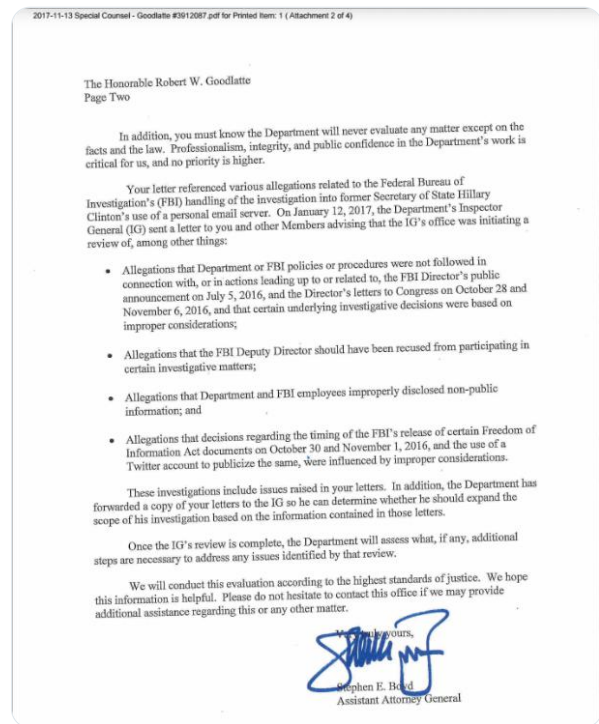 2017-11-13 Special Counsel - Goodlatte #3912087.pdf for Printed Item: 1 ( Attachment 2 of 4)
The Honorable Robert W. Goodlatte
Page Two
In addition, you must know the Department will never evaluate any matter except on the
facts and the law. Professionalism, integrity, and public confidence in the Department's work is
critical for us, and no priority is higher.
Your letter referenced various allegations related to the Federal Bureau of
Investigation's (FBI) handling of the investigation into former Secretary of State Hillary
Clinton's use of a personal email server. On January 12, 2017, the Department's Inspector
General (IG) sent a letter to you and other Members advising that the IG's office was initiating a
review of, among other things:
• Allegations that Department or FBI policies or procedures were not followed in
connection with, or in actions leading up to or related to, the FBI Director's public
announcement on July 5, 2016, and the Director's letters to Congress on October 28 and
November 6, 2016, and that certain underlying investigative decisions were based on
improper considerations;
• Allegations that the FBI Deputy Director should have been recused from participating in
certain investigative matters;
• Allegations that Department and FBI employees improperly disclosed non-public
information; and
• Allegations that decisions regarding the timing of the FBI's release of certain Freedom of
Information Act documents on October 30 and November 1, 2016, and the use of a
Twitter account to publicize the same, were influenced by improper considerations.
These investigations include issues raised in your letters. In addition, the Department has
forwarded a copy of your letters to the IG so he can determine whether he should expand the
scope of his investigation based on the information contained in those letters.
Once the IG's review is complete, the Department will assess what, if any, additional
steps are necessary to address any issues identified by that review.
We will conduct this evaluation according to the highest standards of justice. We hope
this information is helpful. Please do not hesitate to contact this office if we may provide
additional assistance regarding this or any other matter.
yours,
Stephen E. Boyd
Assistant Attorney General